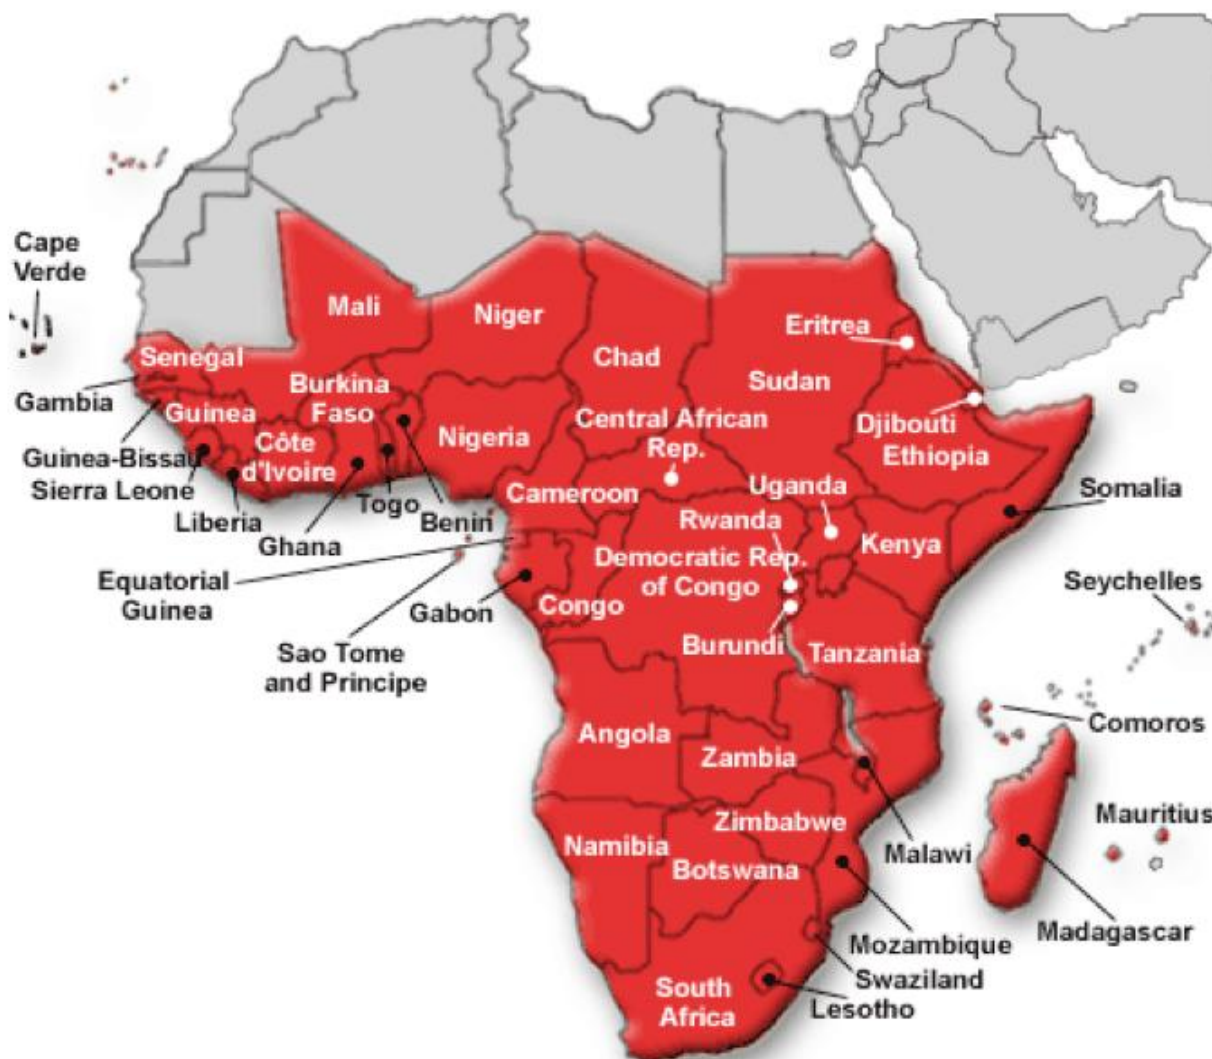 Cape
Verde
Mali
Niger
Eritrea
Chad
Sudan
Senegal
Gambia
Burkina
Faso
Guinea
Djibouti
Central African
Rep.
Nigeria
Côte
d'Ivoire
Ethiopia
Guinea-Bissau
Sierra Leone
Cameroon
Uganda
Somalia
Togo
Benin
Liberia
Rwanda
Ghana
Kenya
Democratic Rep.
of Congo
Equatorial
Guinea
Seychelles
Gabon
Congo
Burundi
Tanzania
Sao Tome
and Principe
Comoros
Angola
Zambia
Mauritius
Zimbabwe
Namibia
Malawi
Botswana
Madagascar
Mozambique
Swaziland
South
Africa
Lesotho